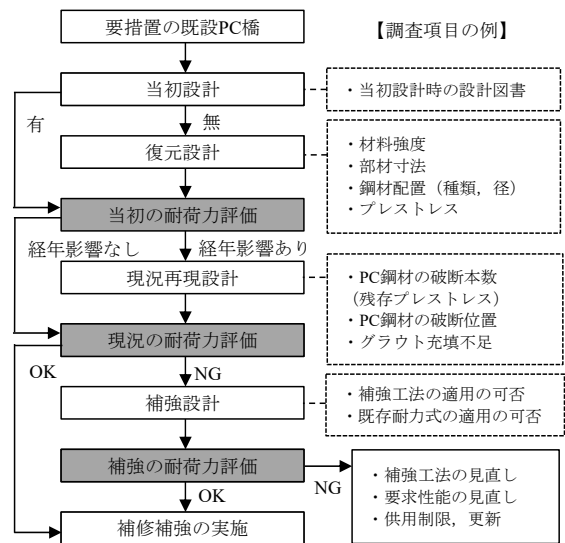 要措置の既設PC橋
【調査項目の例】
当初設計
・当初設計時の設計図書
有
無
復元設計
・材料強度
・部材寸法
・鋼材配置（種類，径）
・プレストレス
当初の耐荷力評価
経年影響なし
経年影響あり
現況再現設計
・PC鋼材の破断本数
（残存プレストレス）
・PC鋼材の破断位置
・グラウト充填不足
現況の耐荷力評価
OK
NG
補強設計
・補強工法の適用の可否
・既存耐力式の適用の可否
補強の耐荷力評価
NG
OK
・補強工法の見直し
・要求性能の見直し
・供用制限，更新
補修補強の実施